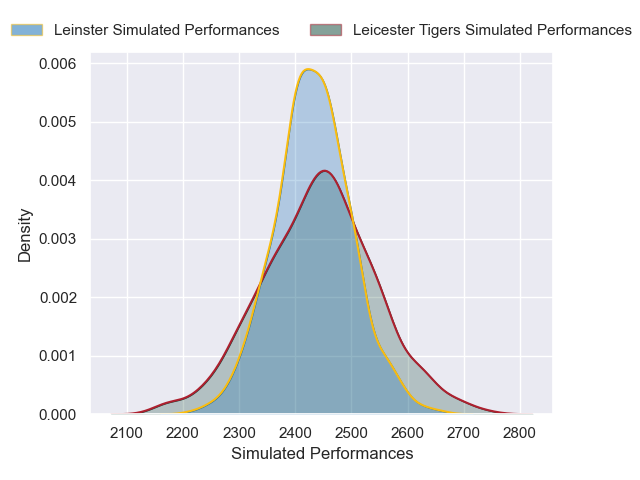 Leinster Simulated Performances Leicester Tigers Simulated Performances
0.006
0.005
0.004
0.003
0.002
0.001
0.000
Density
2100 2200 2300 2400 2500 2600 2700 2800
Simulated Performances